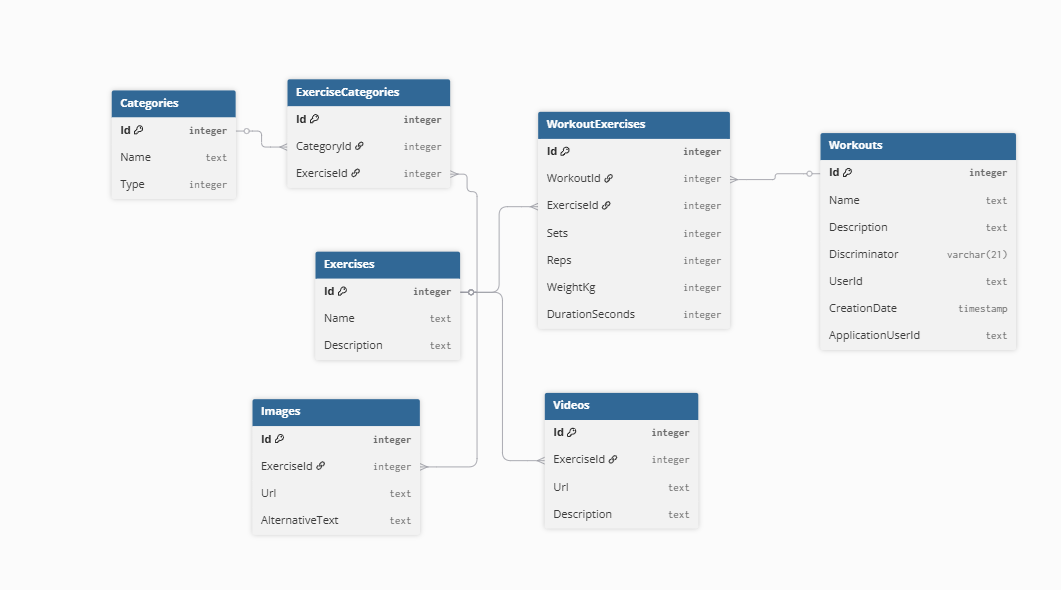 Categories
Id integer
Name text
Type integer
ExerciseCategories
Id integer
CategoryId integer
ExerciseId integer
Exercises
Id integer
Name text
Description text
Images
Id integer
ExerciseId integer
Url text
AlternativeText text
WorkoutExercises
Id integer
WorkoutId integer
ExerciseId integer
Sets integer
Reps integer
WeightKg integer
DurationSeconds integer
Videos
Id integer
ExerciseId integer
Url text
Description text
Workouts
Id integer
Name text
Description text
Discriminator varchar(21)
UserId text
CreationDate timestamp
ApplicationUserId text